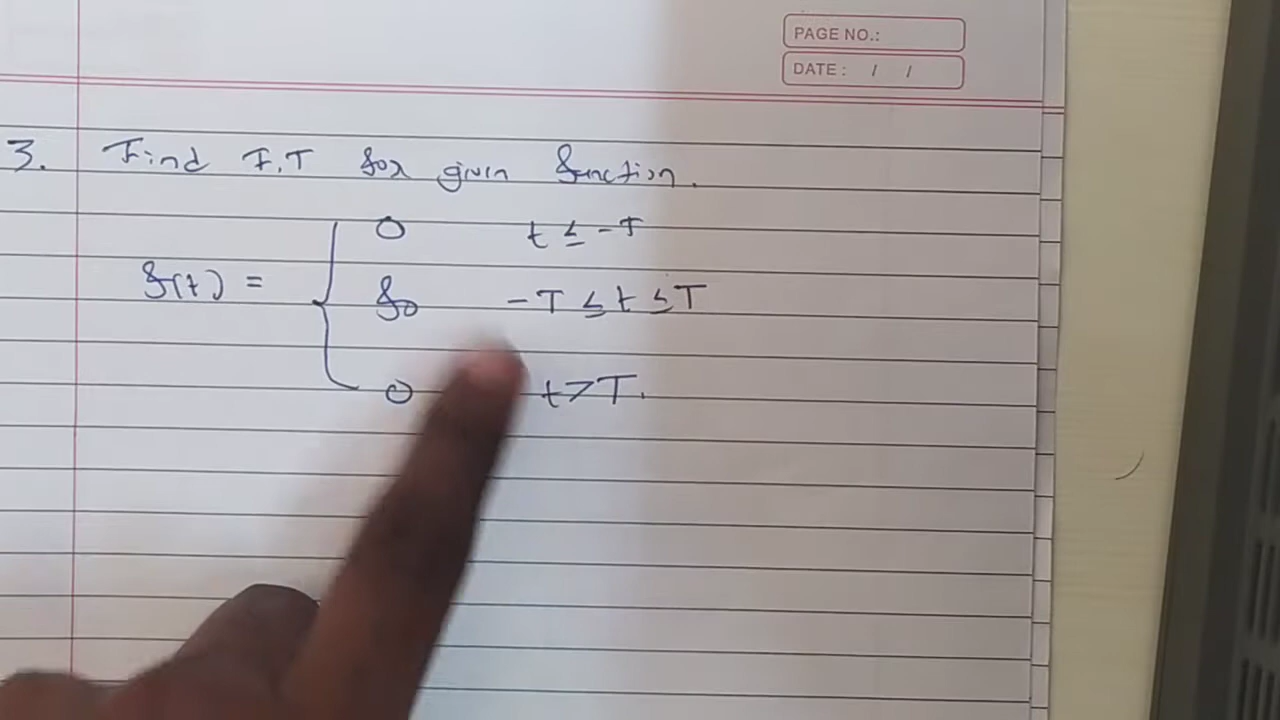 PAGE NO.:
DATE : / /
3. Find F.T for given function.
0 t ≤ -T
f(t) = { f0 -T ≤ t ≤ T
0 t > T.